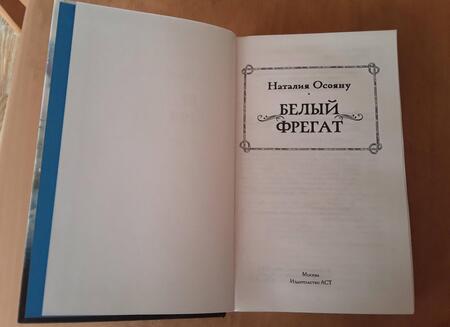 Наталия Осояну
БЕЛЫЙ
ФРЕГАТ
Москва
Издательство АСТ